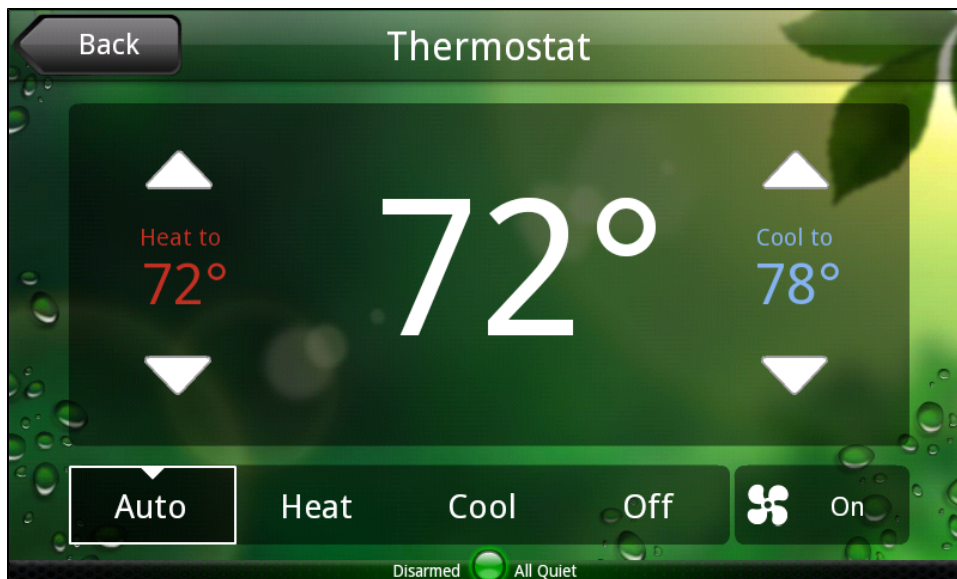 Back
Thermostat
Heat to
72°
72°
Cool to
78°
Auto Heat Cool Off On
Disarmed All Quiet